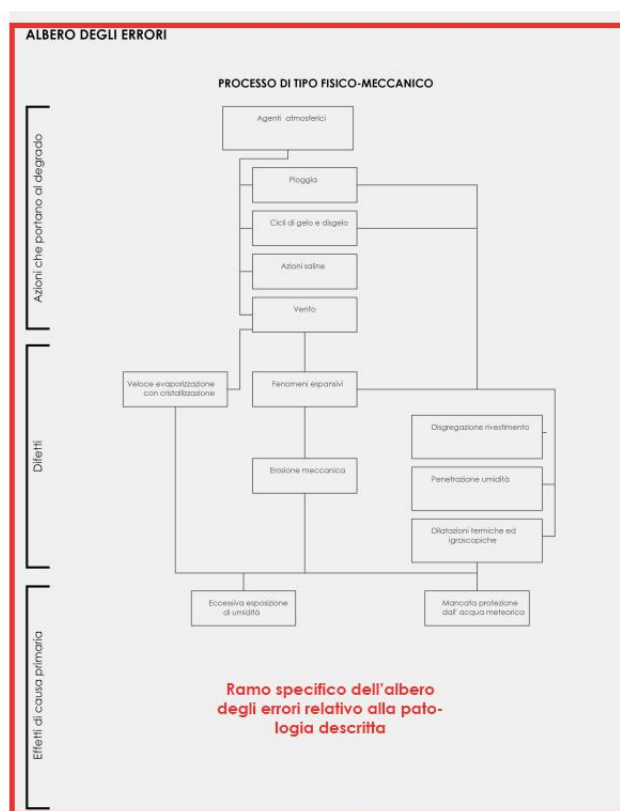 ALBERO DEGLI ERRORI
PROCESSO DI TIPO FISICO-MECCANICO
Azioni che portano al degrado
Agenti atmosferici
Pioggia
Cicli di gelo e disgelo
Azioni saline
Vento
Difetti
Veloce evaporizzazione
con cristallizzazione
Fenomeni espansivi
Disgregazione rivestimento
Erosione meccanica
Penetrazione umidità
Dilatazioni termiche ed
igroscopiche
Effetti di causa primaria
Eccessiva esposizione
di umidità
Mancata protezione
dall' acqua meteorica
Ramo specifico dell'albero
degli errori relativo alla pato-
logia descritta